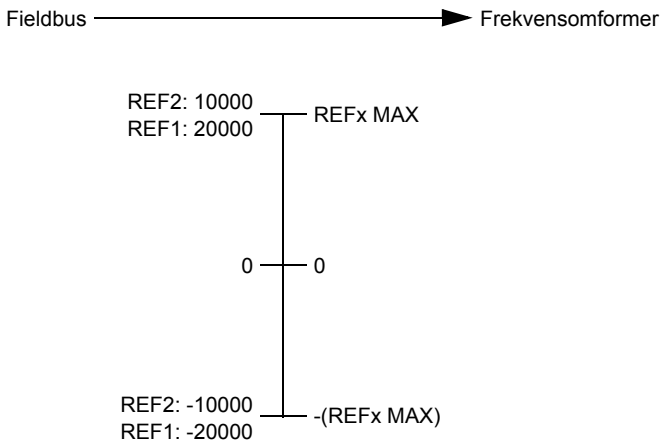 Fieldbus Frekvensomformer
REF2: 10000
REF1: 20000
REFx MAX
0 0
REF2: -10000
REF1: -20000
-(REFx MAX)